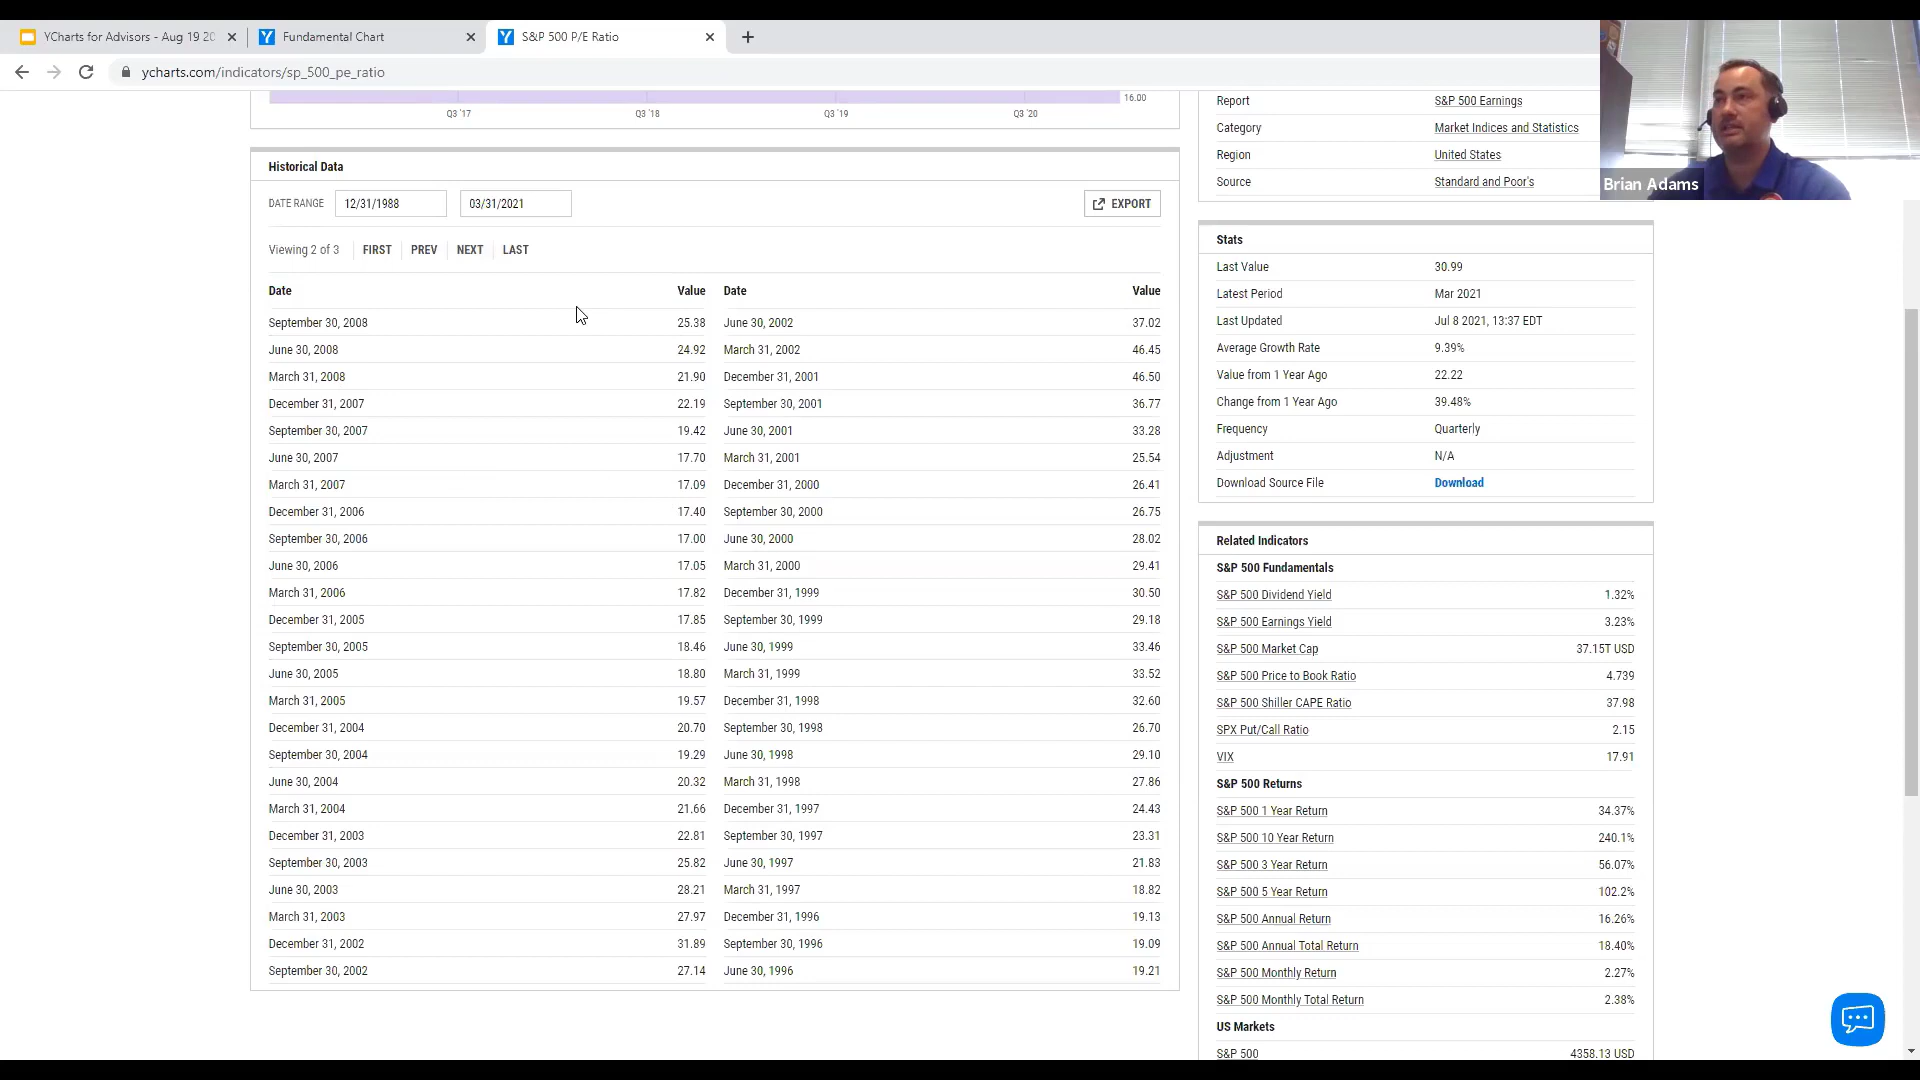 YCharts for Advisors - Aug 19 20
Fundamental Chart
S&P 500 P/E Ratio
ycharts.com/indicators/sp_500_pe_ratio
16.00
Q3 '17 Q3 '18 Q3 '19 Q3 '20
Historical Data
DATE RANGE 12/31/1988 03/31/2021 EXPORT
Viewing 2 of 3 FIRST PREV NEXT LAST
Date Value Date Value
September 30, 2008 25.38 June 30, 2002 37.02
June 30, 2008 24.92 March 31, 2002 46.45
March 31, 2008 21.90 December 31, 2001 46.50
December 31, 2007 22.19 September 30, 2001 36.77
September 30, 2007 19.42 June 30, 2001 33.28
June 30, 2007 17.70 March 31, 2001 25.54
March 31, 2007 17.09 December 31, 2000 26.41
December 31, 2006 17.40 September 30, 2000 26.75
September 30, 2006 17.00 June 30, 2000 28.02
June 30, 2006 17.05 March 31, 2000 29.41
March 31, 2006 17.82 December 31, 1999 30.50
December 31, 2005 17.85 September 30, 1999 29.18
September 30, 2005 18.46 June 30, 1999 33.46
June 30, 2005 18.80 March 31, 1999 33.52
March 31, 2005 19.57 December 31, 1998 32.60
December 31, 2004 20.70 September 30, 1998 26.70
September 30, 2004 19.29 June 30, 1998 29.10
June 30, 2004 20.32 March 31, 1998 27.86
March 31, 2004 21.66 December 31, 1997 24.43
December 31, 2003 22.81 September 30, 1997 23.31
September 30, 2003 25.82 June 30, 1997 21.83
June 30, 2003 28.21 March 31, 1997 18.82
March 31, 2003 27.97 December 31, 1996 19.13
December 31, 2002 31.89 September 30, 1996 19.09
September 30, 2002 27.14 June 30, 1996 19.21
Report S&P 500 Earnings
Category Market Indices and Statistics
Region United States
Source Standard and Poor's
Brian Adams
Stats
Last Value 30.99
Latest Period Mar 2021
Last Updated Jul 8 2021, 13:37 EDT
Average Growth Rate 9.39%
Value from 1 Year Ago 22.22
Change from 1 Year Ago 39.48%
Frequency Quarterly
Adjustment N/A
Download Source File Download
Related Indicators
S&P 500 Fundamentals
S&P 500 Dividend Yield 1.32%
S&P 500 Earnings Yield 3.23%
S&P 500 Market Cap 37.15T USD
S&P 500 Price to Book Ratio 4.739
S&P 500 Shiller CAPE Ratio 37.98
SPX Put/Call Ratio 2.15
VIX 17.91
S&P 500 Returns
S&P 500 1 Year Return 34.37%
S&P 500 10 Year Return 240.1%
S&P 500 3 Year Return 56.07%
S&P 500 5 Year Return 102.2%
S&P 500 Annual Return 16.26%
S&P 500 Annual Total Return 18.40%
S&P 500 Monthly Return 2.27%
S&P 500 Monthly Total Return 2.38%
US Markets
S&P 500 4358.13 USD